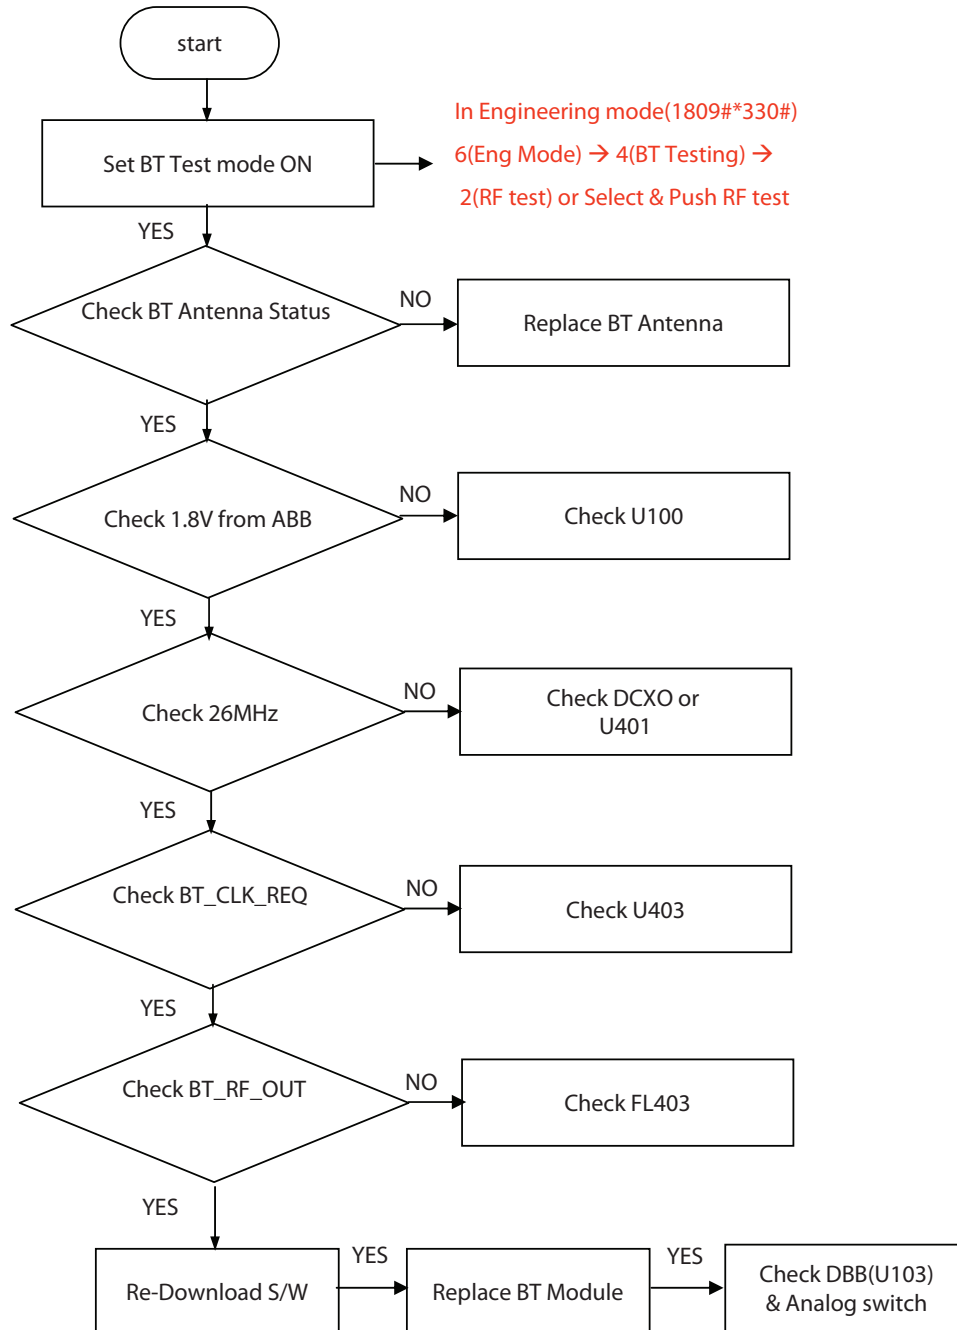 start
In Engineering mode(1809#*330#)
Set BT Test mode ON
6(Eng Mode) → 4(BT Testing) →
2(RF test) or Select & Push RF test
YES
Check BT Antenna Status
NO
Replace BT Antenna
YES
Check 1.8V from ABB
NO
Check U100
YES
Check 26MHz
NO
Check DCXO or
U401
YES
Check BT_CLK_REQ
NO
Check U403
YES
Check BT_RF_OUT
NO
Check FL403
YES
Re-Download S/W
YES
Replace BT Module
YES
Check DBB(U103)
& Analog switch